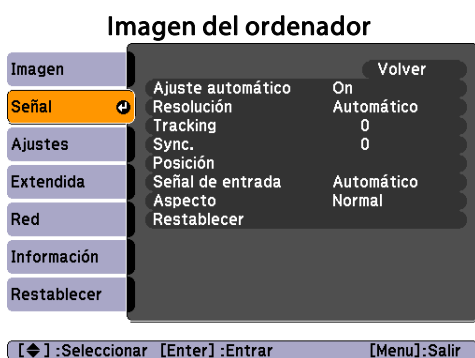 Imagen del ordenador
Imagen
Señal
Ajustes
Extendida
Red
Información
Restablecer
Volver
Ajuste automático On
Resolución Automático
Tracking 0
Sync. 0
Posición
Señal de entrada Automático
Aspecto Normal
Restablecer
[ ] :Seleccionar [Enter] :Entrar [Menu]:Salir